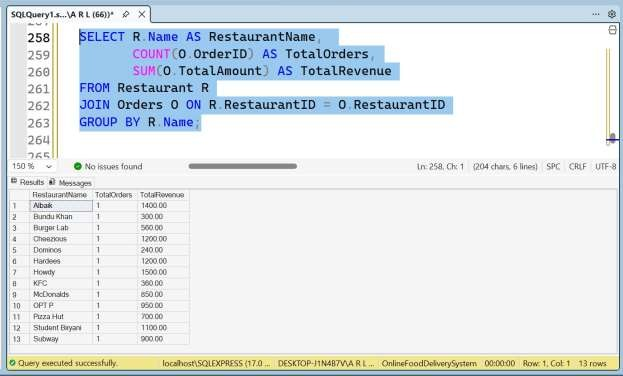 SQLQuery1.s...\A R L (66))*
258 SELECT R.Name AS RestaurantName,
259 COUNT(O.OrderID) AS TotalOrders,
260 SUM(O.TotalAmount) AS TotalRevenue
261 FROM Restaurant R
262 JOIN Orders O ON R.RestaurantID = O.RestaurantID
263 GROUP BY R.Name;
264
265
150 % No issues found Ln: 258, Ch: 1 (204 chars, 6 lines) SPC CRLF UTF-8
Results Messages
RestaurantName TotalOrders TotalRevenue
1 Albaik 1 1400.00
2 Bundu Khan 1 300.00
3 Burger Lab 1 560.00
4 Cheezious 1 1200.00
5 Dominos 1 240.00
6 Hardees 1 1200.00
7 Howdy 1 1500.00
8 KFC 1 360.00
9 McDonalds 1 850.00
10 OPT P 1 950.00
11 Pizza Hut 1 700.00
12 Student Biryani 1 1100.00
13 Subway 1 900.00
Query executed successfully. localhost\SQLEXPRESS (17.0 ... DESKTOP-J1N4B7V\A R L ... OnlineFoodDeliverySystem 00:00:00 Row: 1, Col: 1 13 rows